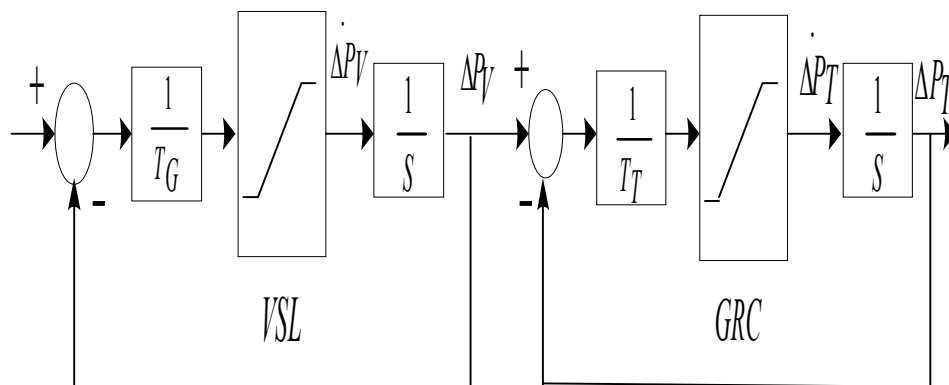 +
-
1
T_G
ΔṖ_V
1
S
ΔP_V
+
-
1
T_T
ΔṖ_T
1
S
ΔP_T
VSL
GRC